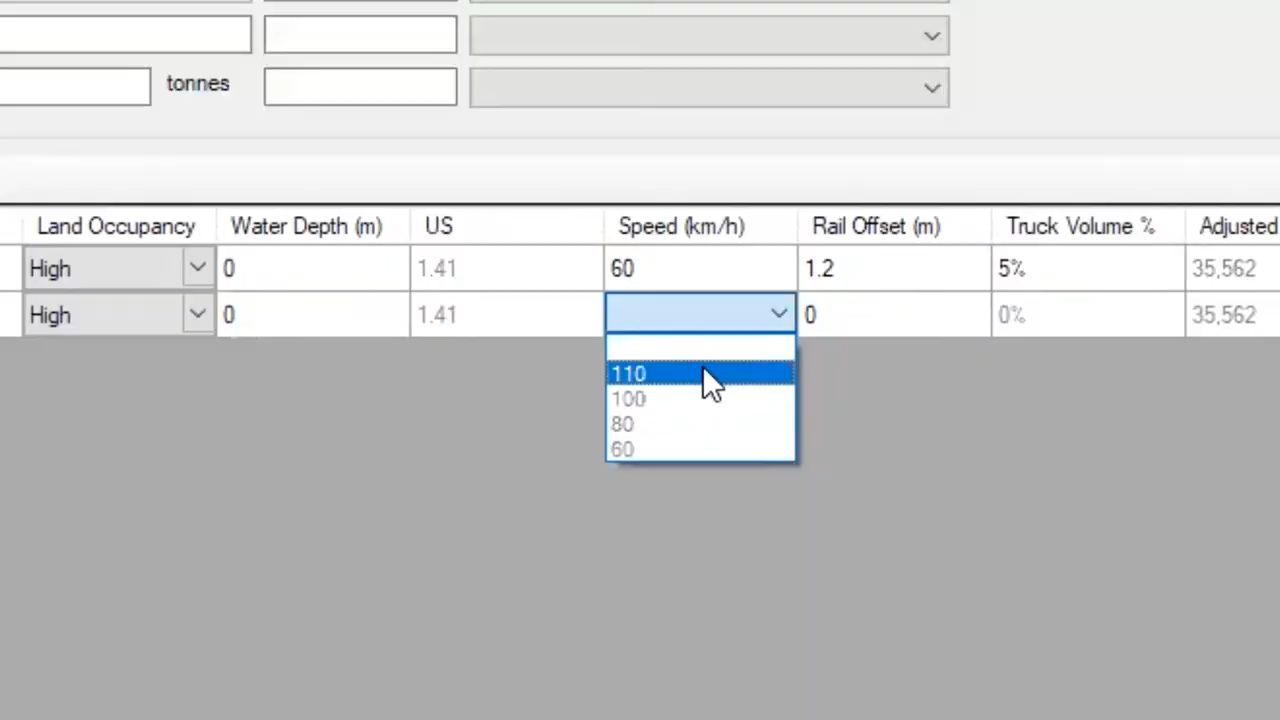 tonnes
Land Occupancy Water Depth (m) US Speed (km/h) Rail Offset (m) Truck Volume % Adjusted
High 0 1.41 60 1.2 5% 35,562
High 0 1.41 0 0% 35,562
110
100
80
60